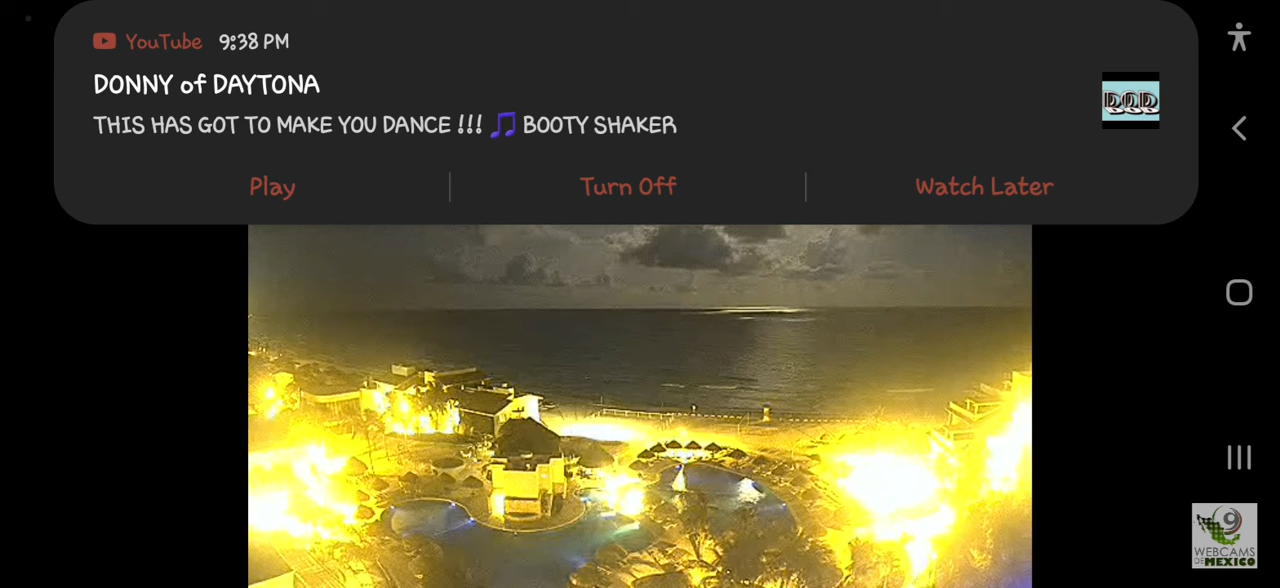 YouTube 9:38 PM
DONNY of DAYTONA
THIS HAS GOT TO MAKE YOU DANCE !!! 🎵 BOOTY SHAKER
DOD
Play
Turn Off
Watch Later
WEBCAMS
DE MEXICO